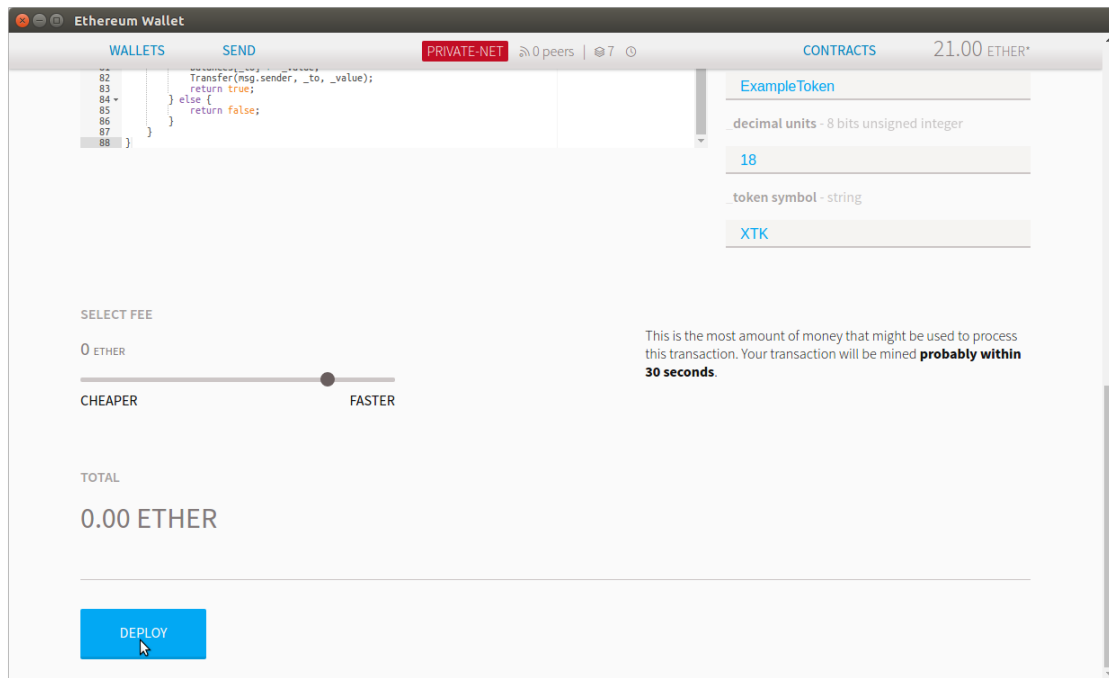 Ethereum Wallet
WALLETS SEND PRIVATE-NET 0 peers | 7 CONTRACTS 21.00 ETHER*
82 Transfer(msg.sender, _to, _value);
83 return true;
84 } else {
85 return false;
86 }
87 }
88 }
ExampleToken
_decimal units - 8 bits unsigned integer
18
_token symbol - string
XTK
SELECT FEE
0 ETHER
CHEAPER FASTER
This is the most amount of money that might be used to process
this transaction. Your transaction will be mined probably within
30 seconds.
TOTAL
0.00 ETHER
DEPLOY